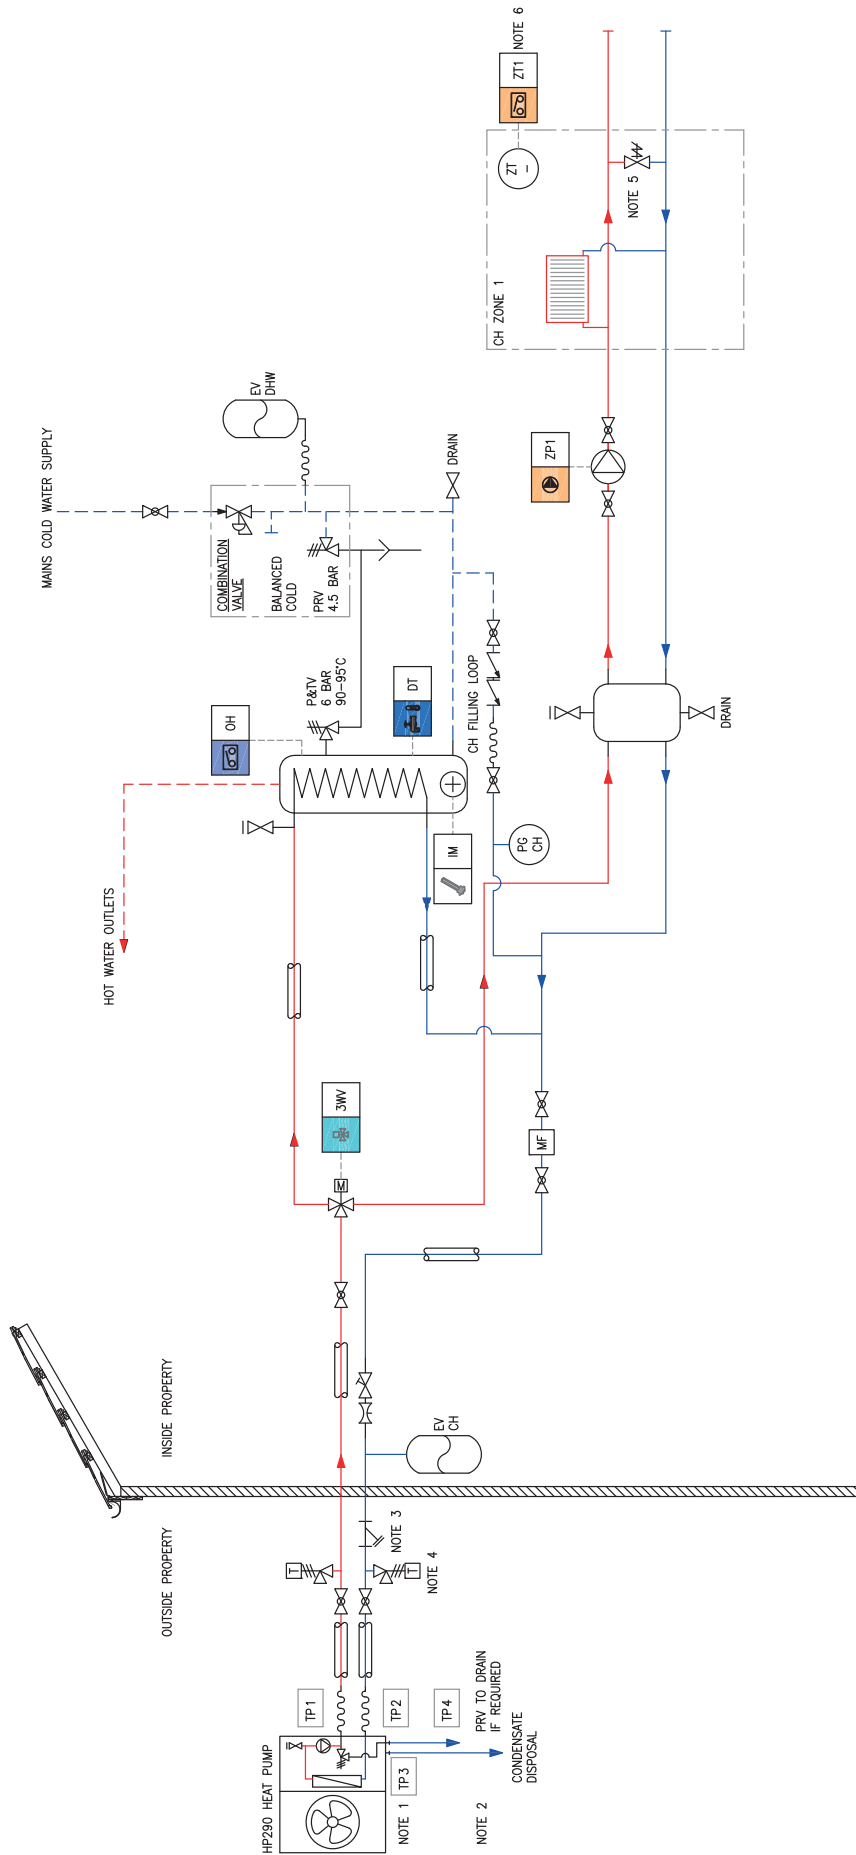 HP290 HEAT PUMP
TP1
TP2
TP3
TP4
NOTE 1
NOTE 2
PRV TO DRAIN
IF REQUIRED
CONDENSATE
DISPOSAL
OUTSIDE PROPERTY
INSIDE PROPERTY
T
T
NOTE 4
NOTE 3
EV
CH
M
3WV
MF
HOT WATER OUTLETS
OH
P&TV
6 BAR
90-95°C
DT
IM
PG
CH
CH FILLING LOOP
MAINS COLD WATER SUPPLY
COMBINATION
VALVE
BALANCED
COLD
PRV
4.5 BAR
EV
DHW
DRAIN
DRAIN
ZP1
CH ZONE 1
ZT
ZT1
NOTE 6
NOTE 5